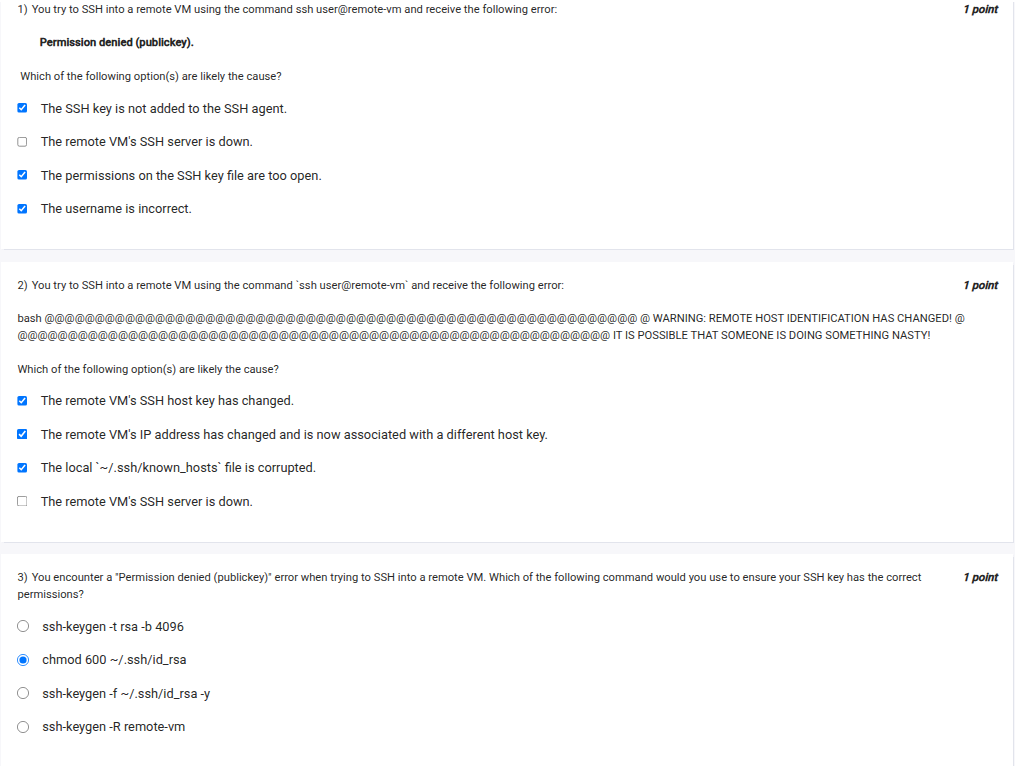 1) You try to SSH into a remote VM using the command ssh user@remote-vm and receive the following error:
1 point
Permission denied (publickey).
Which of the following option(s) are likely the cause?
The SSH key is not added to the SSH agent.
The remote VM's SSH server is down.
The permissions on the SSH key file are too open.
The username is incorrect.
2) You try to SSH into a remote VM using the command `ssh user@remote-vm` and receive the following error:
1 point
bash @@@@@@@@@@@@@@@@@@@@@@@@@@@@@@@@@@@@@@@@@@@@@@@@@@@@@@@@@@@ @ WARNING: REMOTE HOST IDENTIFICATION HAS CHANGED! @
@@@@@@@@@@@@@@@@@@@@@@@@@@@@@@@@@@@@@@@@@@@@@@@@@@@@@@@@@@@ IT IS POSSIBLE THAT SOMEONE IS DOING SOMETHING NASTY!
Which of the following option(s) are likely the cause?
The remote VM's SSH host key has changed.
The remote VM's IP address has changed and is now associated with a different host key.
The local `~/.ssh/known_hosts` file is corrupted.
The remote VM's SSH server is down.
3) You encounter a "Permission denied (publickey)" error when trying to SSH into a remote VM. Which of the following command would you use to ensure your SSH key has the correct
1 point
permissions?
ssh-keygen -t rsa -b 4096
chmod 600 ~/.ssh/id_rsa
ssh-keygen -f ~/.ssh/id_rsa -y
ssh-keygen -R remote-vm